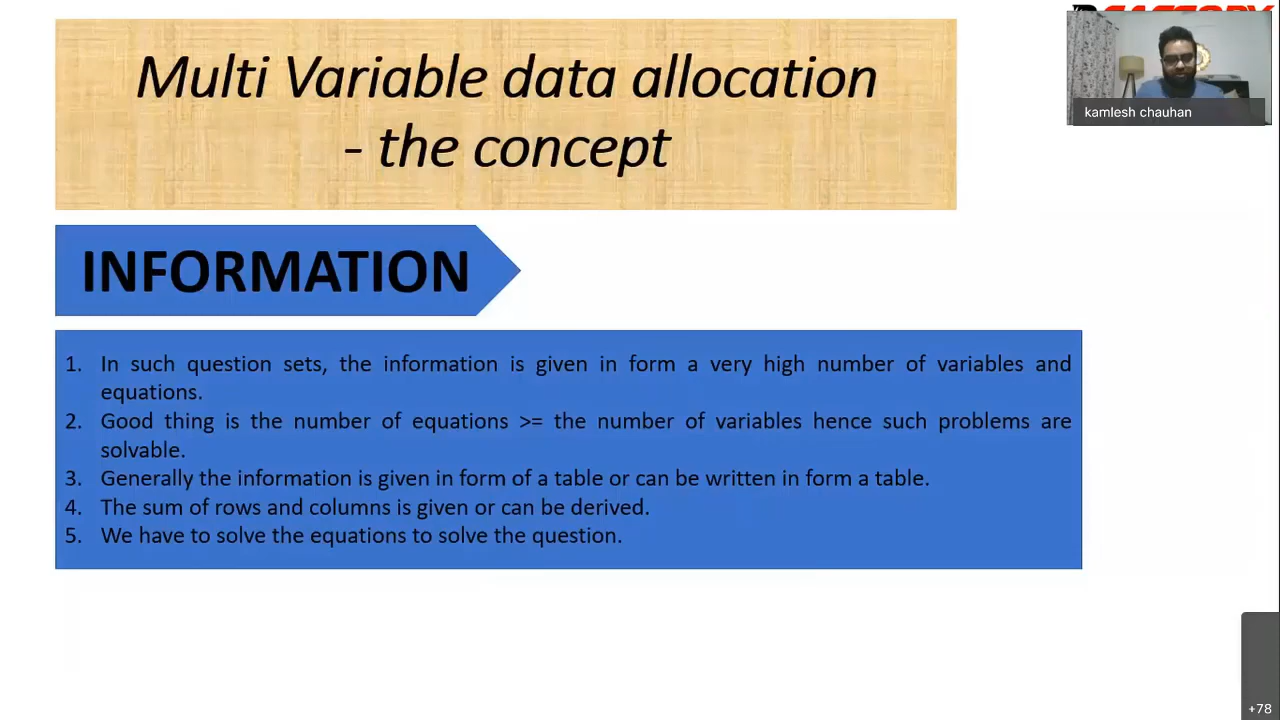 Multi Variable data allocation
- the concept
kamlesh chauhan
INFORMATION
1. In such question sets, the information is given in form a very high number of variables and
equations.
2. Good thing is the number of equations >= the number of variables hence such problems are
solvable.
3. Generally the information is given in form of a table or can be written in form a table.
4. The sum of rows and columns is given or can be derived.
5. We have to solve the equations to solve the question.
+78